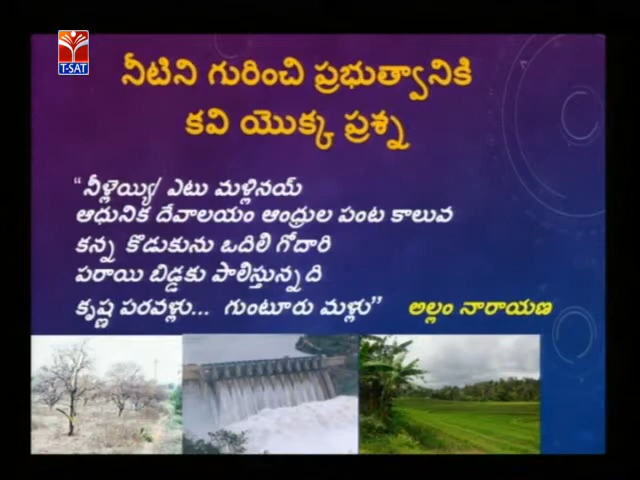 T-SAT
నీటిని గురించి ప్రభుత్వానికి
కవి యొక్క ప్రశ్న
“నీళ్లెయ్యి/ ఎటు మళ్లినయ్
ఆధునిక దేవాలయం ఆంధ్రుల పంట కాలువ
కన్న కొడుకును ఒదిలి గోదారి
పరాయి బిడ్డకు పాలిస్తున్నది
కృష్ణ పరవళ్లు... గుంటూరు మళ్లు” అల్లం నారాయణ